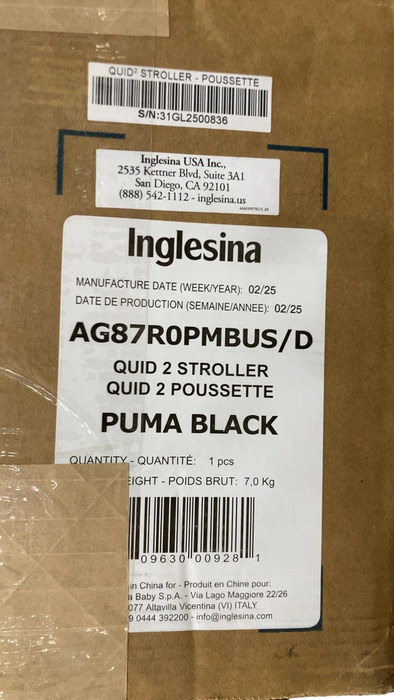 QUID² STROLLER - POUSSETTE
S/N:31GL2500836
Inglesina USA Inc.,
2535 Kettner Blvd, Suite 3A1
San Diego, CA 92101
(888) 542-1112 - inglesina.us
Inglesina
MANUFACTURE DATE (WEEK/YEAR): 02/25
DATE DE PRODUCTION (SEMAINE/ANNEE): 02/25
AG87R0PMBUS/D
QUID 2 STROLLER
QUID 2 POUSSETTE
PUMA BLACK
QUANTITY - QUANTITÉ: 1 pcs
EIGHT - POIDS BRUT: 7,0 Kg
09630 00928 1
in China for - Produit en Chine pour:
a Baby S.p.A. - Via Lago Maggiore 22/26
077 Altavilla Vicentina (VI) ITALY
9 0444 392200 - info@inglesina.com